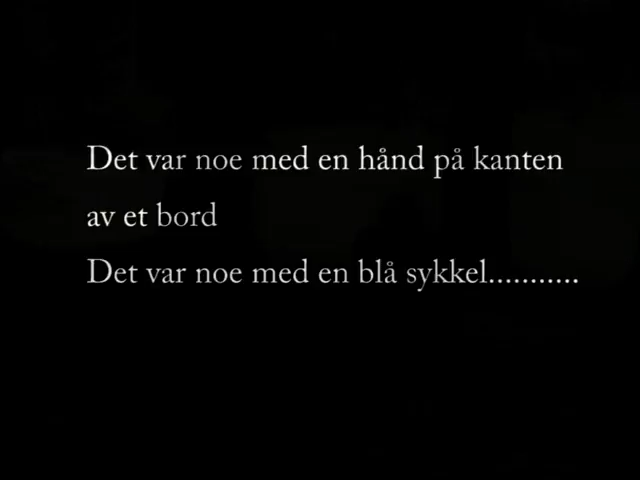 Det var noe med en hånd på kanten
av et bord
Det var noe med en blå sykkel...........